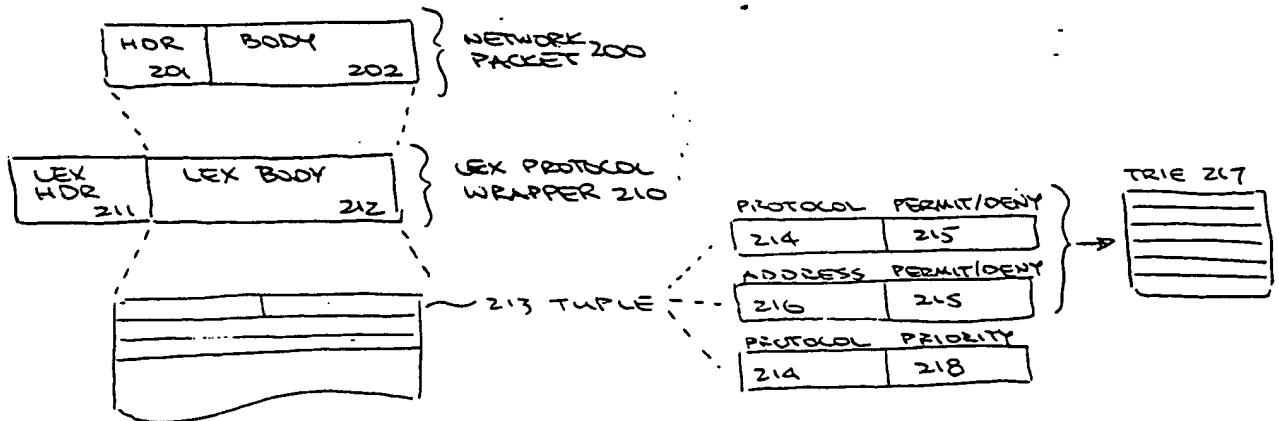 HDR BODY
201 202
NETWORK
PACKET 200
LEX LEX BODY
HDR
211 212
LEX PROTOCOL
WRAPPER 210
213 TUPLE
PROTOCOL PERMIT/DENY
214 215
ADDRESS PERMIT/DENY
216 215
PROTOCOL PRIORITY
214 218
TRIE 217